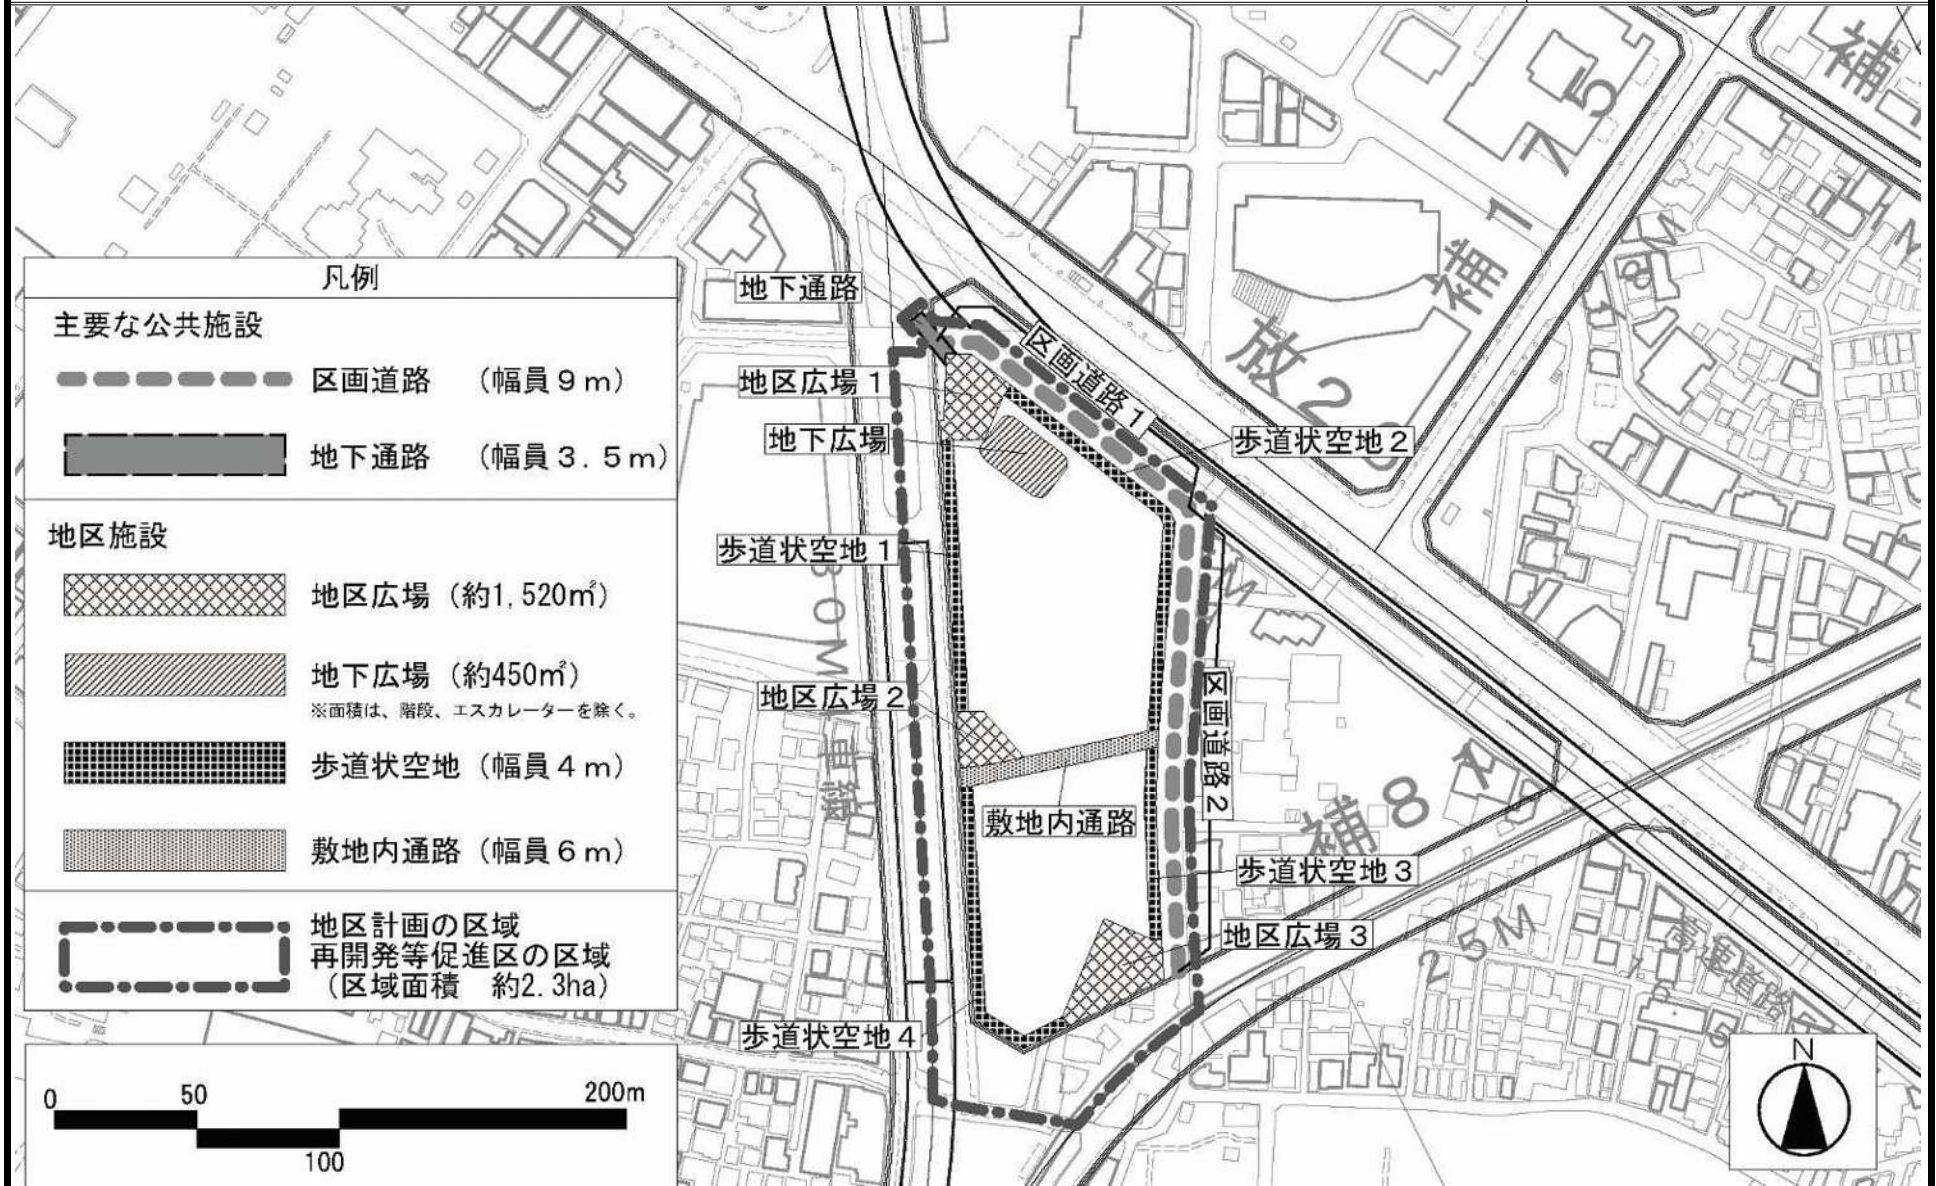 凡例
主要な公共施設
区画道路 （幅員９ｍ）
地下通路 （幅員３．５ｍ）
地区施設
地区広場（約1,520㎡）
地下広場（約450㎡）
※面積は、階段、エスカレーターを除く。
歩道状空地（幅員４ｍ）
敷地内通路（幅員６ｍ）
地区計画の区域
再開発等促進区の区域
（区域面積 約2.3ha）
0 50 200m
100
地下通路
区画道路１
地区広場１
地下広場
歩道状空地２
歩道状空地１
地区広場２
区画道路２
敷地内通路
歩道状空地３
地区広場３
歩道状空地４
補１７５
補
放２
補８
２５Ｍ
高速道路
N